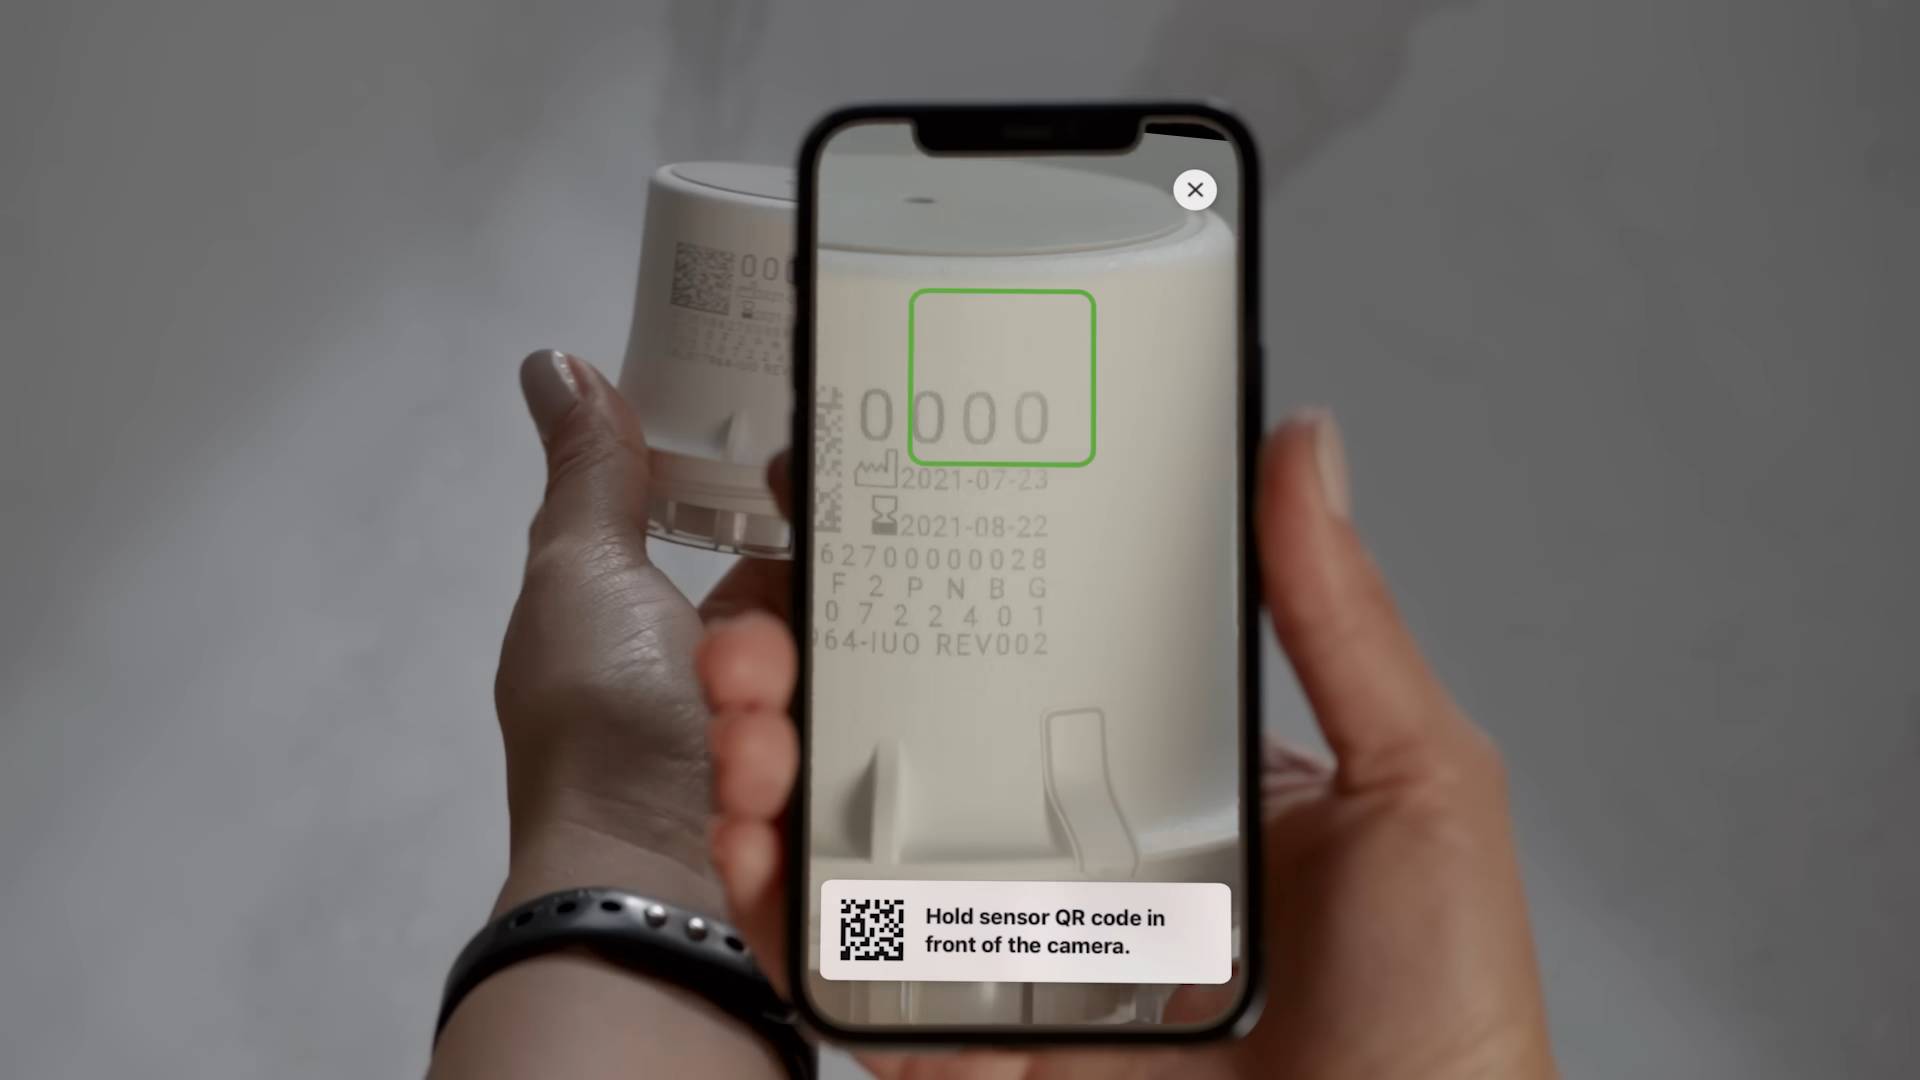 0000
2021-07-23
2021-08-22
62700000028
F 2 P N B G
0 7 2 2 4 0 1
964-IUO REV002
Hold sensor QR code in
front of the camera.